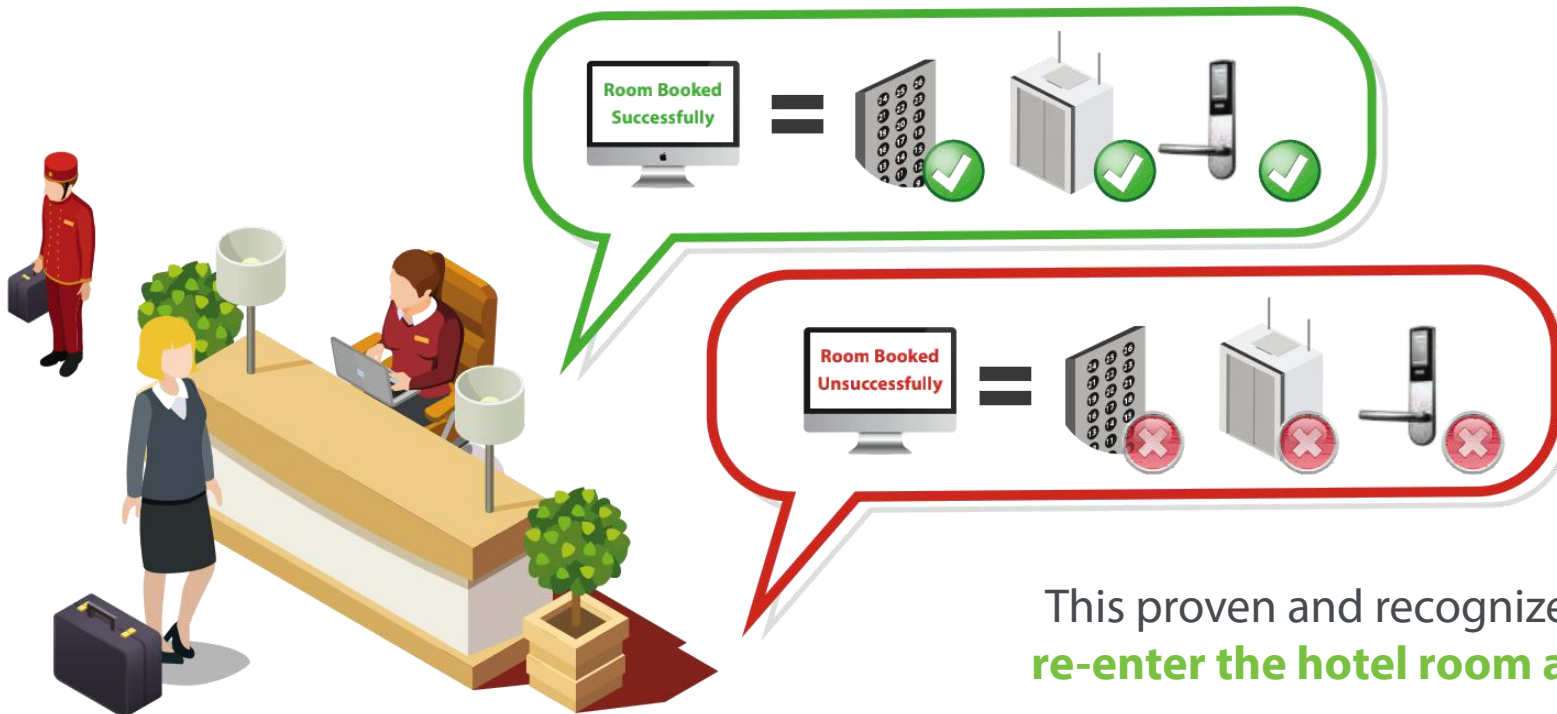 Room Booked
Successfully
Room Booked
Unsuccessfully
This proven and recognize
re-enter the hotel room a